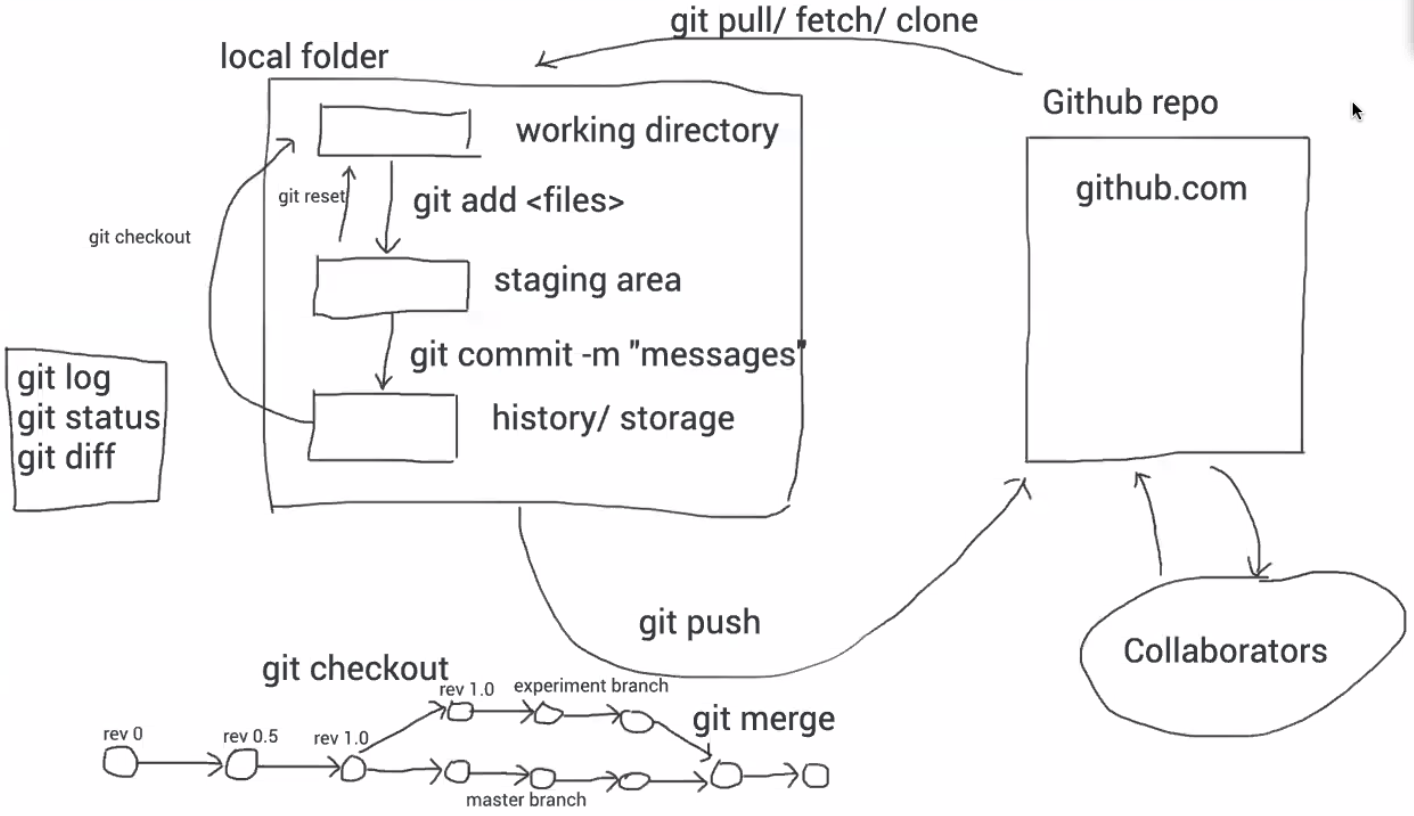 git pull/ fetch/ clone
local folder
Github repo
working directory
github.com
git reset
git add <files>
git checkout
staging area
git commit -m "messages"
git log
git status
git diff
history/ storage
git push
Collaborators
git checkout
rev 1.0
experiment branch
git merge
rev 0
rev 0.5
rev 1.0
master branch